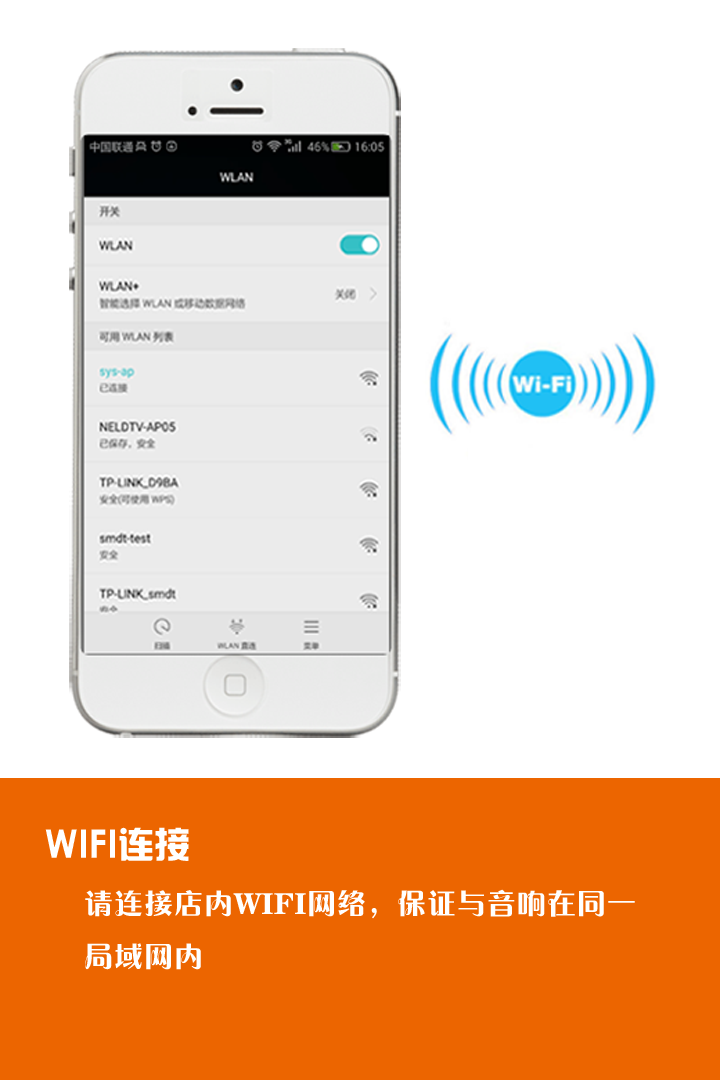 中国联通
46% 16:05
WLAN
开关
WLAN
WLAN+
智能选择 WLAN 或移动数据网络
关闭
可用 WLAN 列表
sys-ap
已连接
NELDTV-AP05
已保存，安全
TP-LINK_D9BA
安全(可使用 WPS)
smdt-test
安全
TP-LINK_smdt
安全
扫描
WLAN 直连
菜单
Wi-Fi
WIFI连接
请连接店内WIFI网络，保证与音响在同一
局域网内